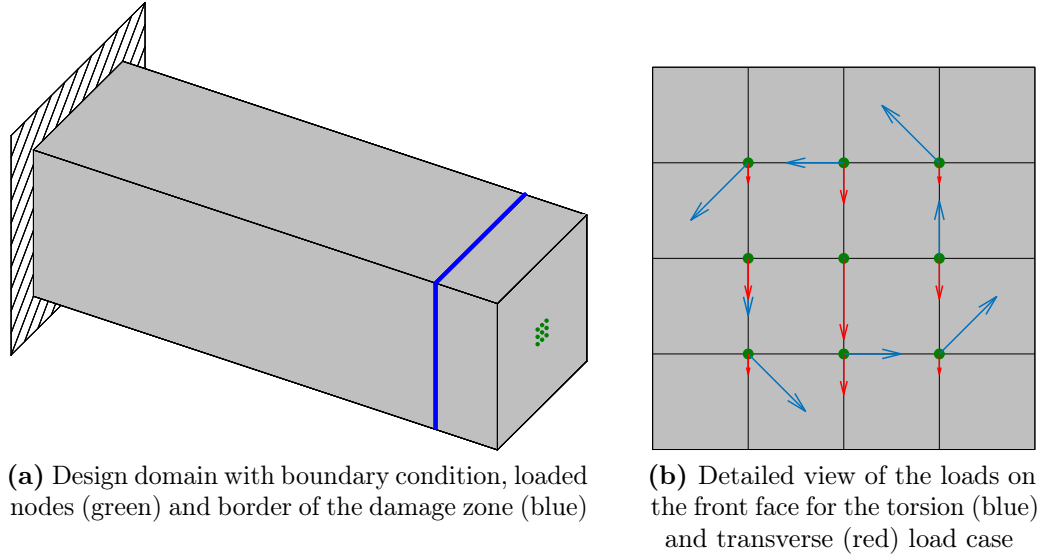 (a) Design domain with boundary condition, loaded
nodes (green) and border of the damage zone (blue)
(b) Detailed view of the loads on
the front face for the torsion (blue)
and transverse (red) load case